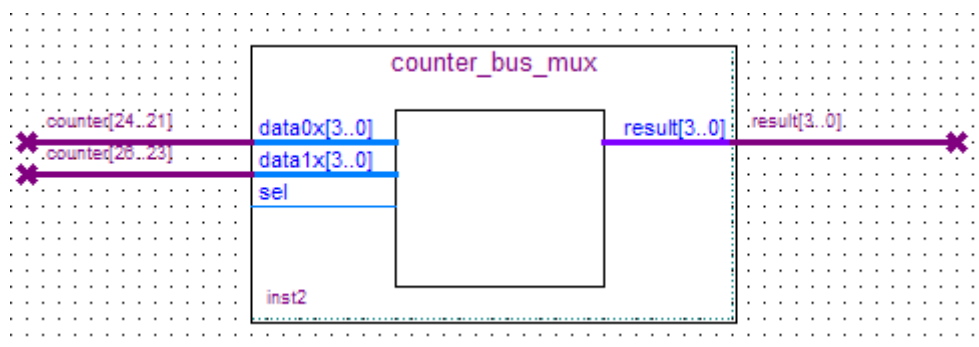 counter_bus_mux
counter[24..21]
data0x[3..0]
result[3..0]
result[3..0]
counter[26..23]
data1x[3..0]
sel
inst2